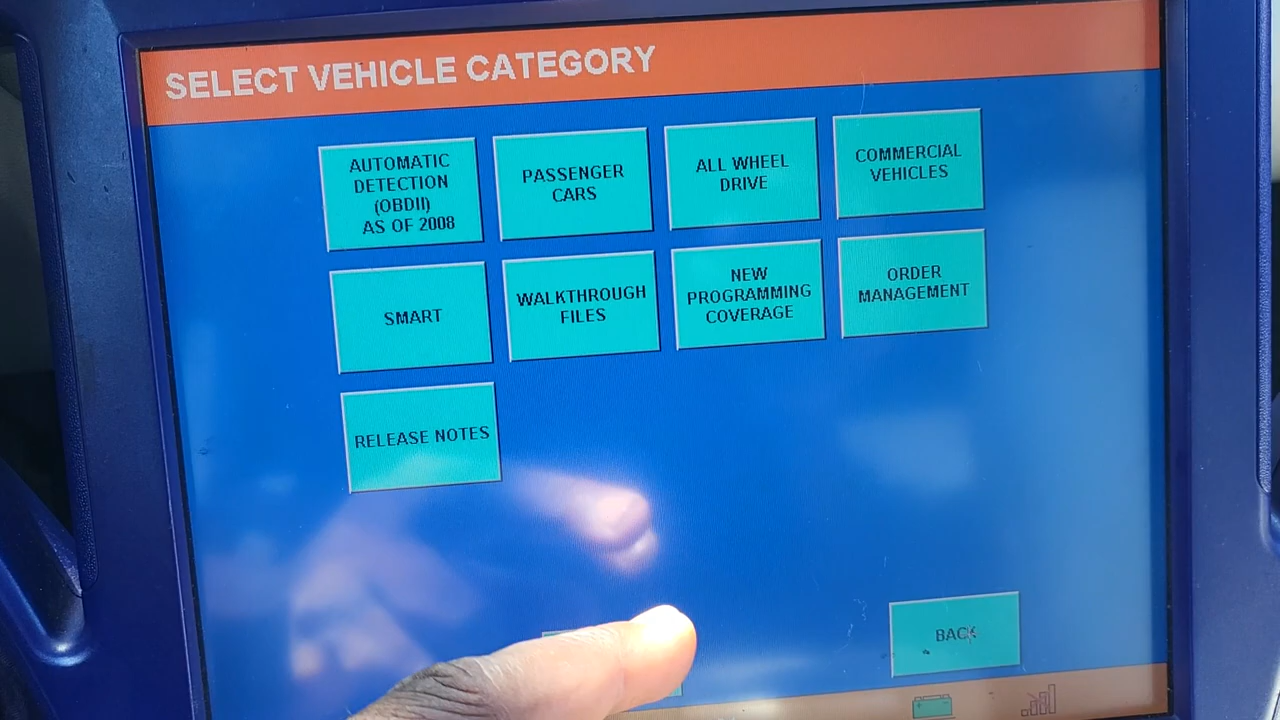 SELECT VEHICLE CATEGORY
AUTOMATIC
DETECTION
(OBDII)
AS OF 2008
PASSENGER
CARS
ALL WHEEL
DRIVE
COMMERCIAL
VEHICLES
SMART
WALKTHROUGH
FILES
NEW
PROGRAMMING
COVERAGE
ORDER
MANAGEMENT
RELEASE NOTES
BACK